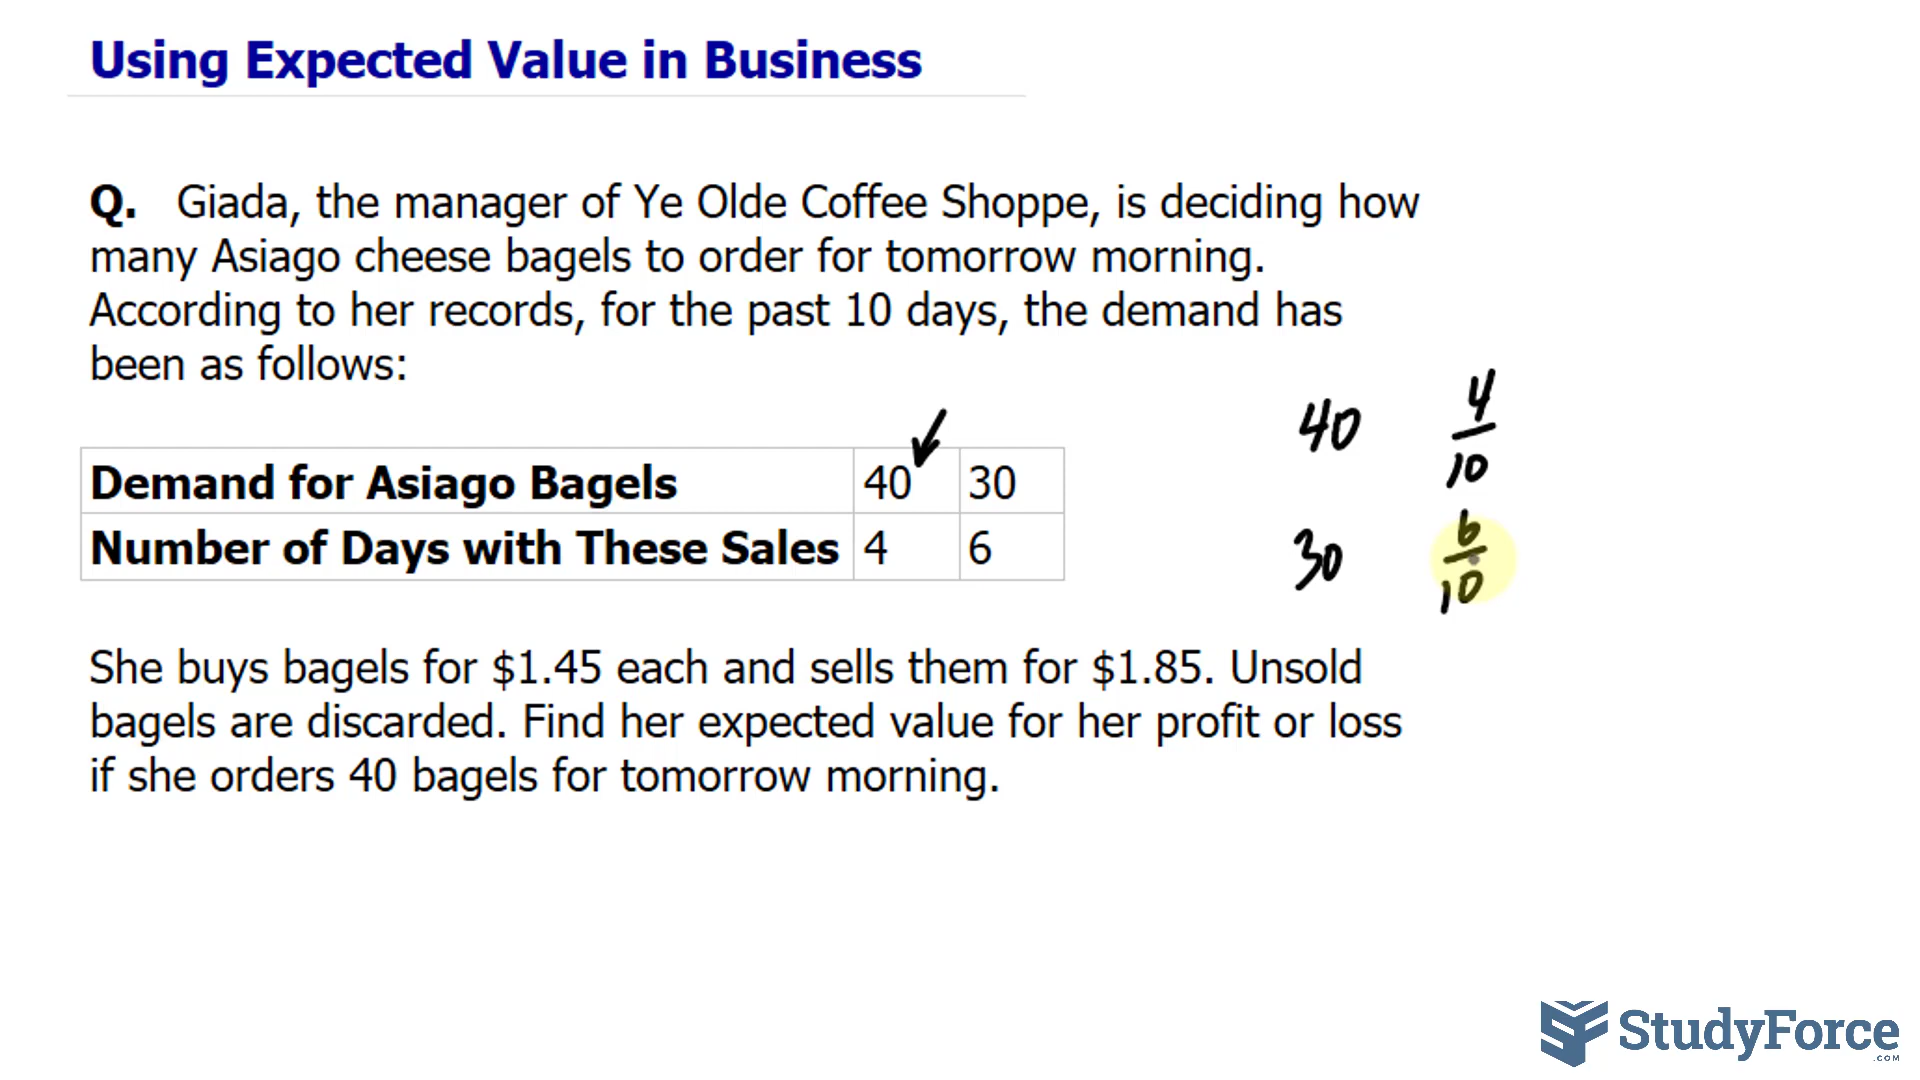 Using Expected Value in Business
Q. Giada, the manager of Ye Olde Coffee Shoppe, is deciding how
many Asiago cheese bagels to order for tomorrow morning.
According to her records, for the past 10 days, the demand has
been as follows:
40 4/10
Demand for Asiago Bagels 40 30
Number of Days with These Sales 4 6
30 6/10
She buys bagels for $1.45 each and sells them for $1.85. Unsold
bagels are discarded. Find her expected value for her profit or loss
if she orders 40 bagels for tomorrow morning.
StudyForce
.COM